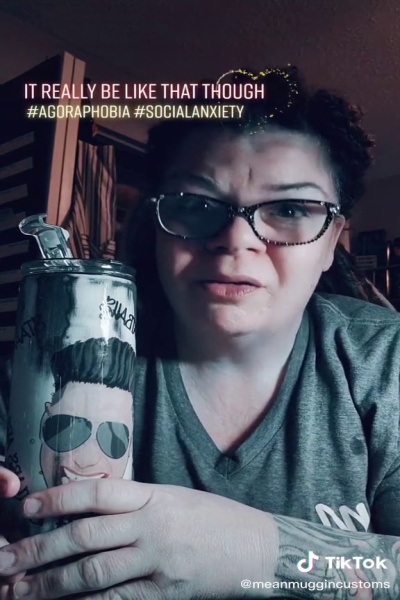 IT REALLY BE LIKE THAT THOUGH
#AGORAPHOBIA #SOCIALANXIETY
TikTok
@meanmuggincustoms